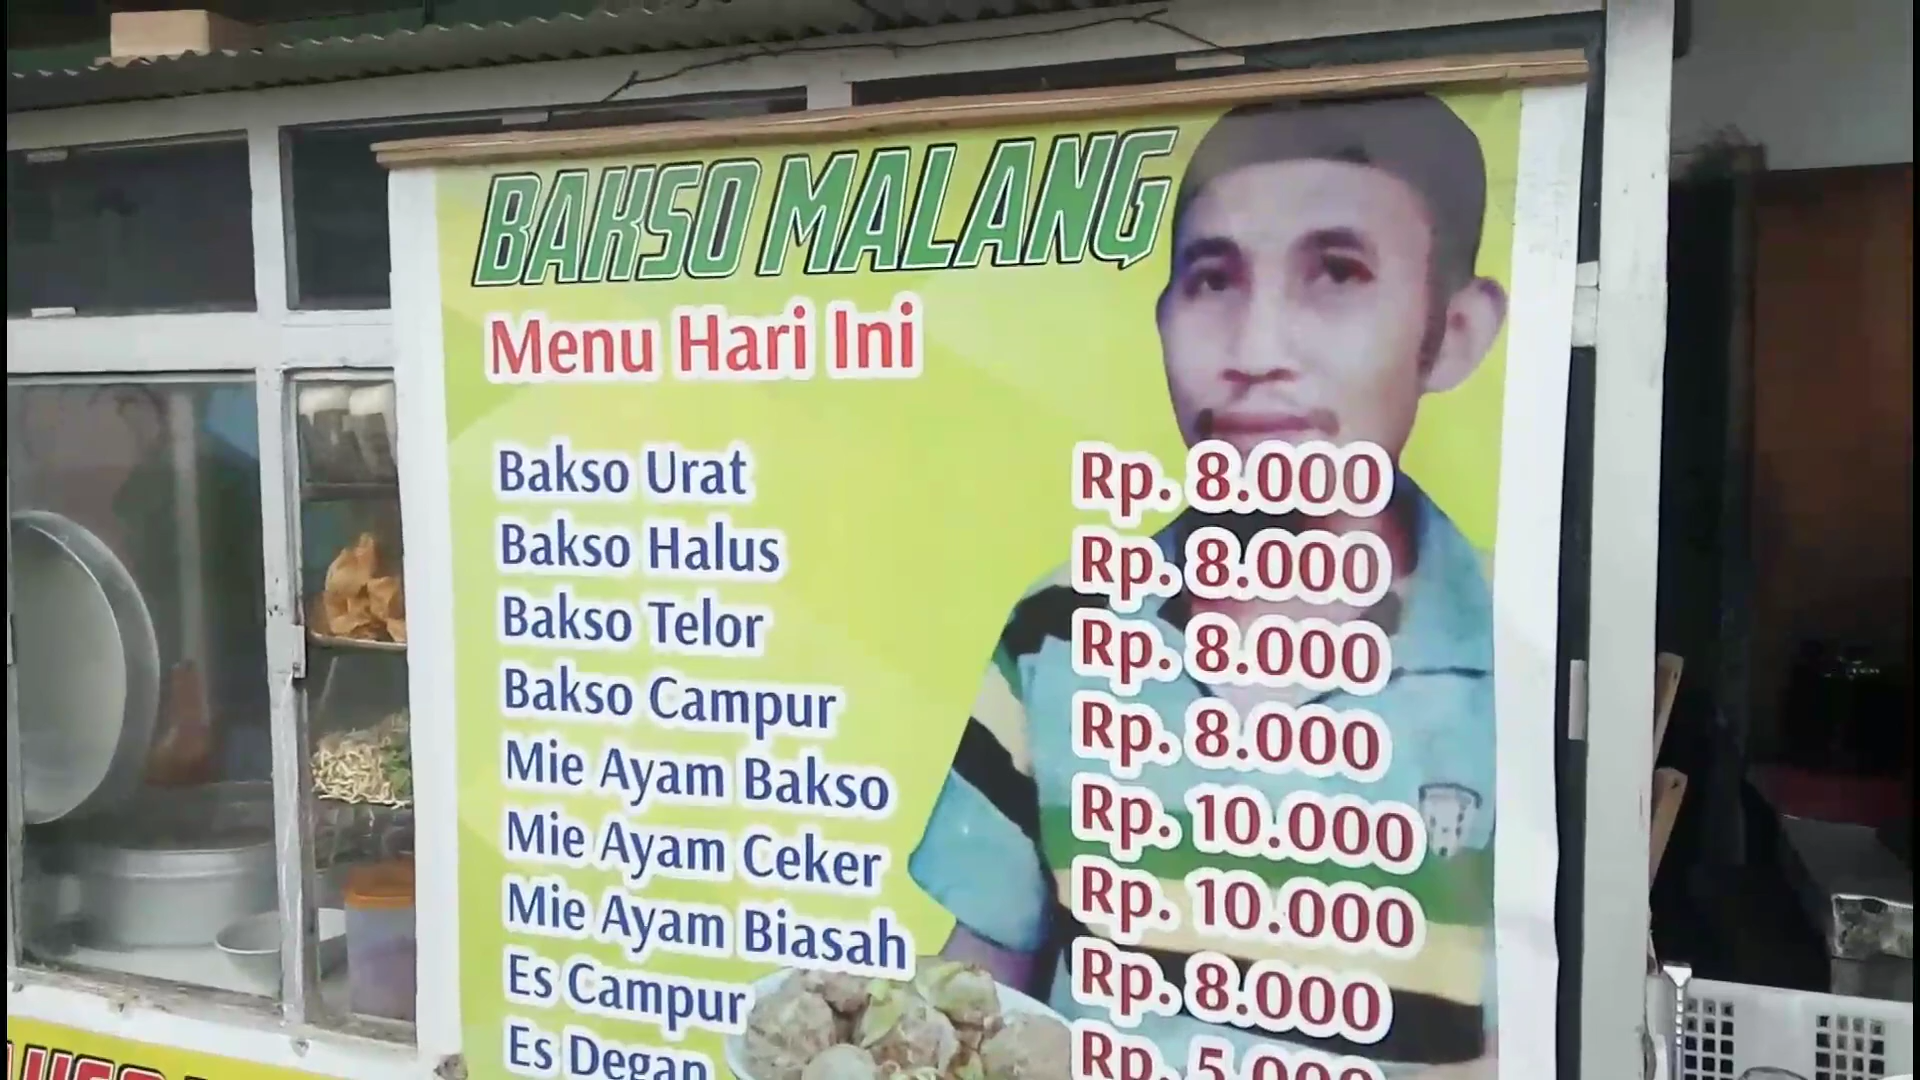 BAKSO MALANG
Menu Hari Ini
Bakso Urat Rp. 8.000
Bakso Halus Rp. 8.000
Bakso Telor Rp. 8.000
Bakso Campur Rp. 8.000
Mie Ayam Bakso Rp. 10.000
Mie Ayam Ceker Rp. 10.000
Mie Ayam Biasah Rp. 8.000
Es Campur Rp. 5.000
Es Degan